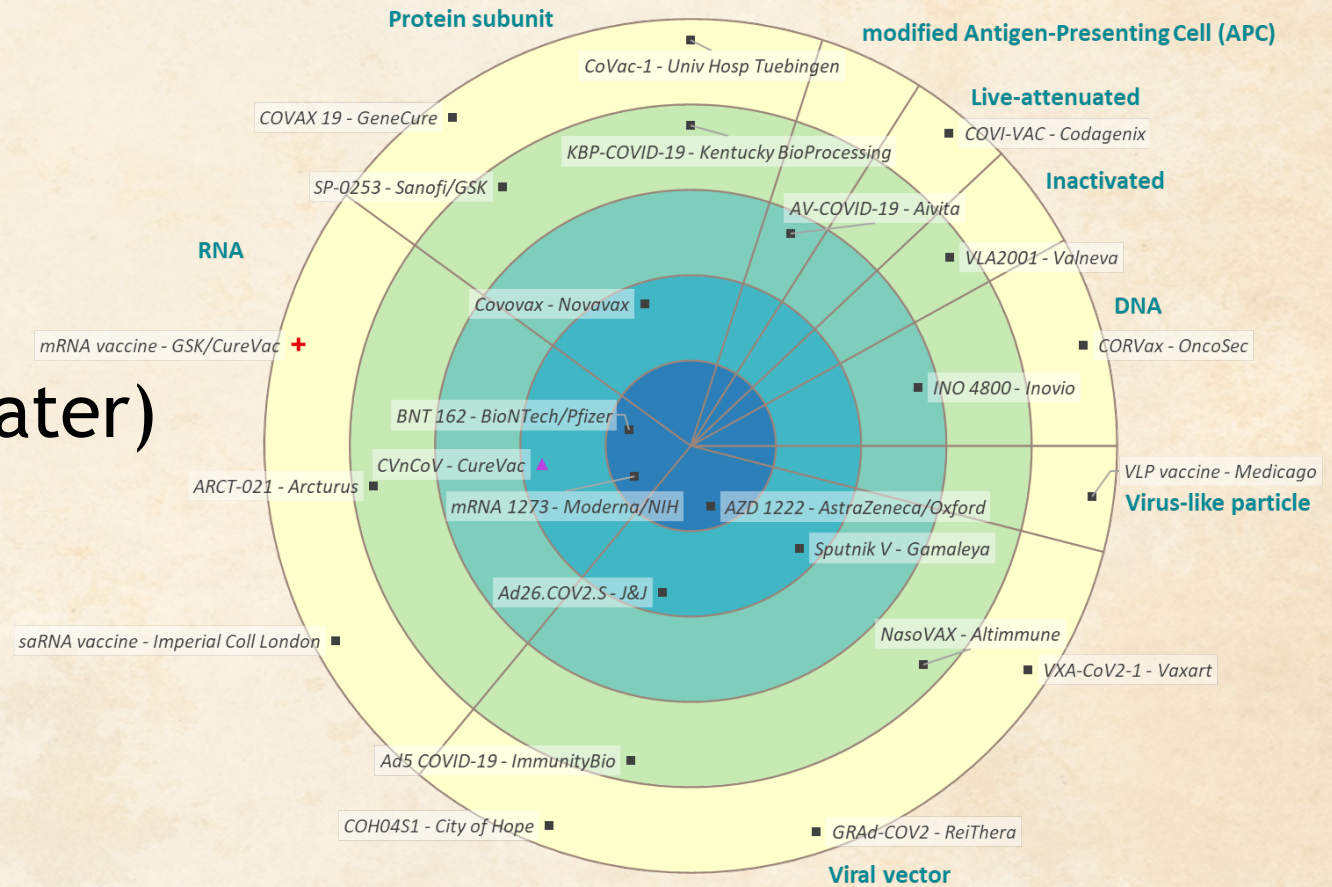 Protein subunit
modified Antigen-Presenting Cell (APC)
CoVac-1 - Univ Hosp Tuebingen
Live-attenuated
COVAX 19 - GeneCure
COVI-VAC - Codagenix
KBP-COVID-19 - Kentucky BioProcessing
Inactivated
SP-0253 - Sanofi/GSK
AV-COVID-19 - Aivita
RNA
VLA2001 - Valneva
Covovax - Novavax
DNA
mRNA vaccine - GSK/CureVac
CORVax - OncoSec
INO 4800 - Inovio
ater)
BNT 162 - BioNTech/Pfizer
CVnCoV - CureVac
VLP vaccine - Medicago
ARCT-021 - Arcturus
Virus-like particle
mRNA 1273 - Moderna/NIH
AZD 1222 - AstraZeneca/Oxford
Sputnik V - Gamaleya
Ad26.COV2.S - J&J
saRNA vaccine - Imperial Coll London
NasoVAX - Altimmune
VXA-CoV2-1 - Vaxart
Ad5 COVID-19 - ImmunityBio
COH04S1 - City of Hope
GRAd-COV2 - ReiThera
Viral vector